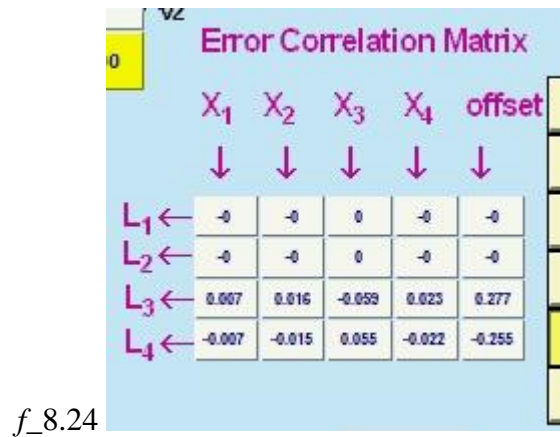 V2
00
Error Correlation Matrix
X1 X2 X3 X4 offset
↓ ↓ ↓ ↓ ↓
L1← -0 -0 0 -0 -0
L2← -0 -0 0 -0 -0
L3← 0.007 0.016 -0.059 0.023 0.277
L4← -0.007 -0.015 0.055 -0.022 -0.255
f_8.24